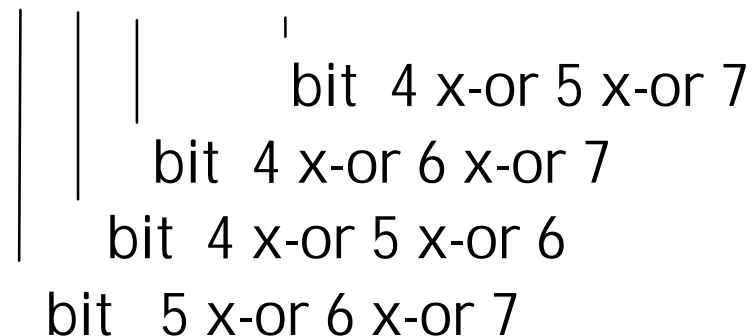 bit 4 x-or 5 x-or 7
bit 4 x-or 6 x-or 7
bit 4 x-or 5 x-or 6
bit 5 x-or 6 x-or 7